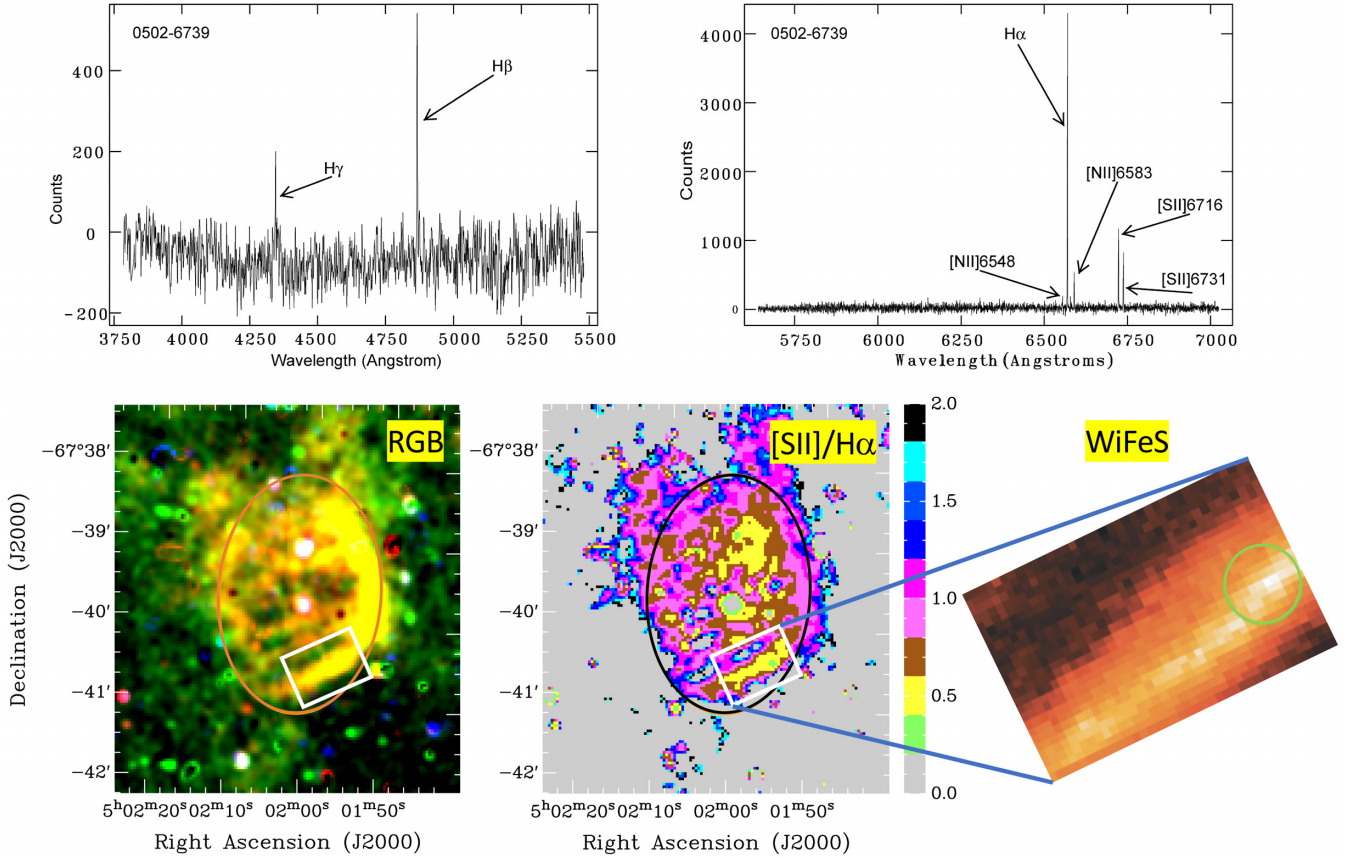 0502-6739
Hβ
Hγ
400
200
0
-200
Counts
3750 4000 4250 4500 4750 5000 5250 5500
Wavelength (Angstrom)
0502-6739
Hα
[NII]6583
[SII]6716
[NII]6548
[SII]6731
4000
3000
2000
1000
0
Counts
5750 6000 6250 6500 6750 7000
Wavelength(Angstroms)
RGB
−67°38′
−39′
−40′
−41′
−42′
Declination (J2000)
5ʰ02ᵐ20ˢ 02ᵐ10ˢ 02ᵐ00ˢ 01ᵐ50ˢ
Right Ascension (J2000)
[SII]/Hα
−67°38′
−39′
−40′
−41′
−42′
5ʰ02ᵐ20ˢ 02ᵐ10ˢ 02ᵐ00ˢ 01ᵐ50ˢ
Right Ascension (J2000)
2.0
1.5
1.0
0.5
0.0
WiFeS